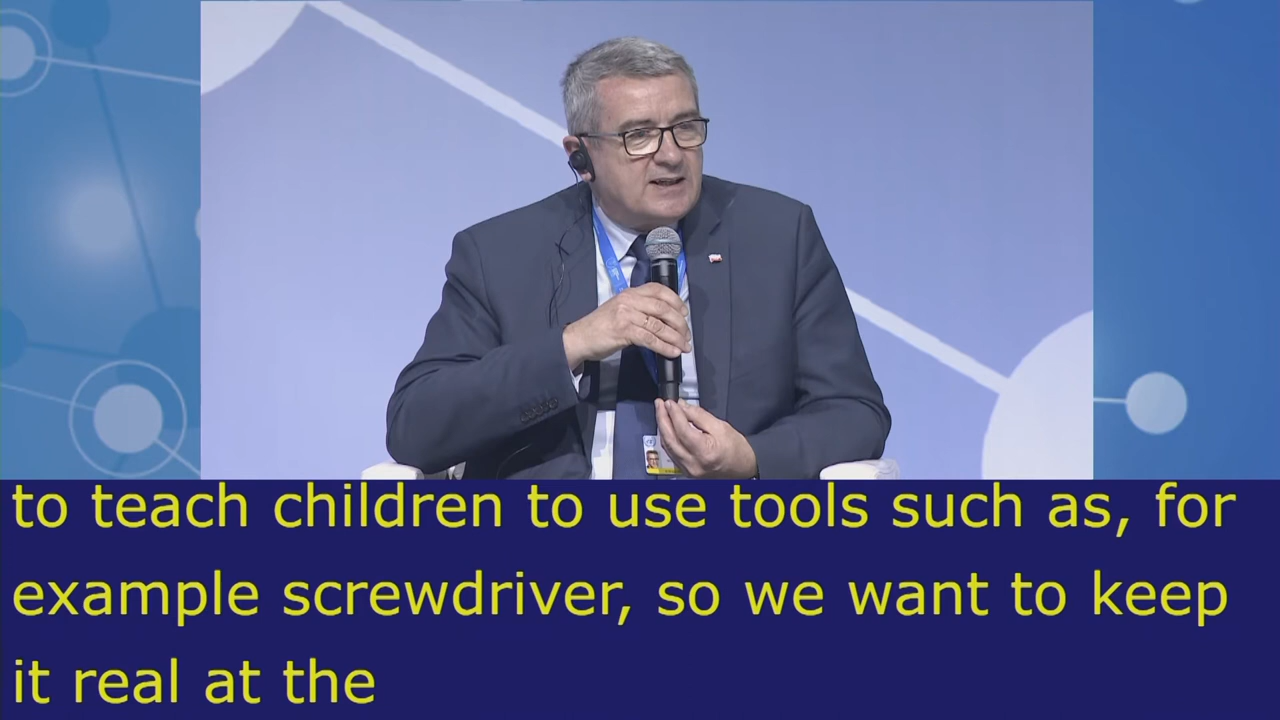 to teach children to use tools such as, for
example screwdriver, so we want to keep
it real at the